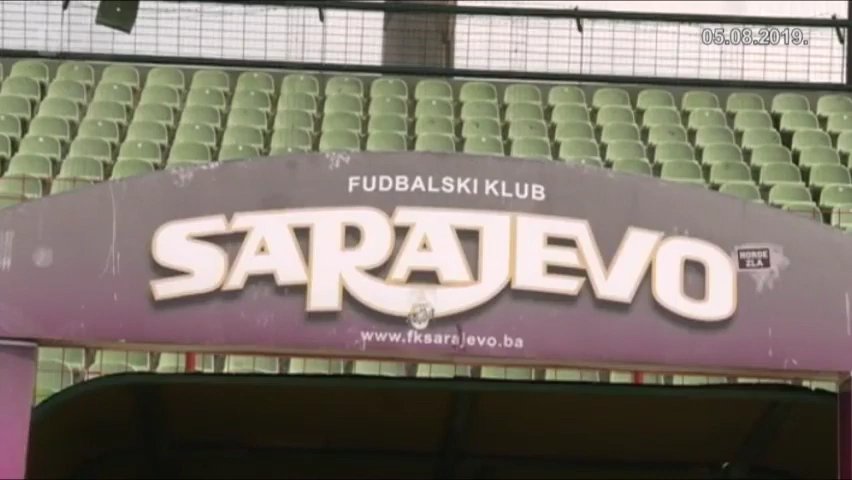 05.08.2019.
FUDBALSKI KLUB
SARAJEVO
HORDE
ZLA
www.fksarajevo.ba